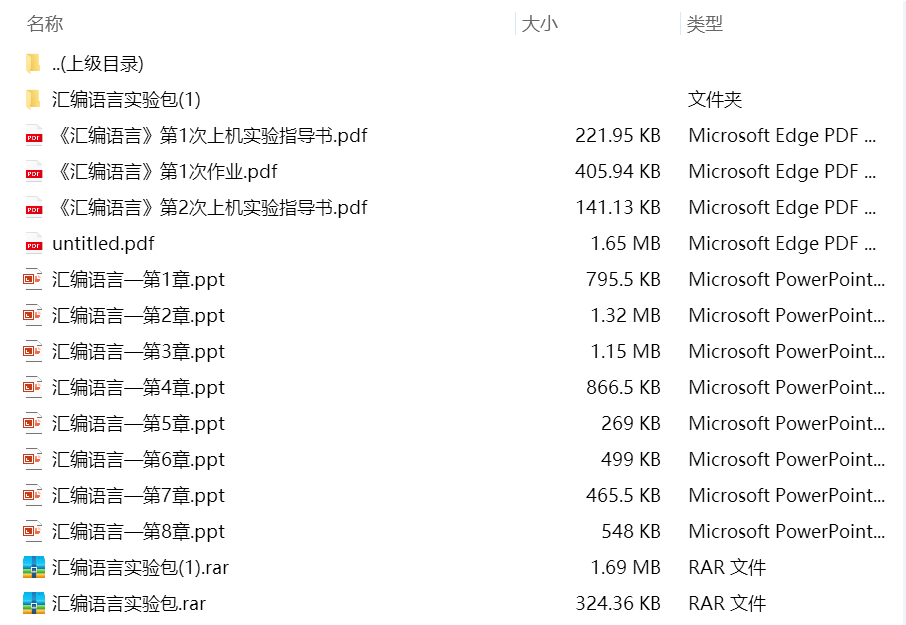 名称 大小 类型
..(上级目录)
汇编语言实验包(1) 文件夹
PDF 《汇编语言》第1次上机实验指导书.pdf 221.95 KB Microsoft Edge PDF ...
PDF 《汇编语言》第1次作业.pdf 405.94 KB Microsoft Edge PDF ...
PDF 《汇编语言》第2次上机实验指导书.pdf 141.13 KB Microsoft Edge PDF ...
PDF untitled.pdf 1.65 MB Microsoft Edge PDF ...
汇编语言—第1章.ppt 795.5 KB Microsoft PowerPoint...
汇编语言—第2章.ppt 1.32 MB Microsoft PowerPoint...
汇编语言—第3章.ppt 1.15 MB Microsoft PowerPoint...
汇编语言—第4章.ppt 866.5 KB Microsoft PowerPoint...
汇编语言—第5章.ppt 269 KB Microsoft PowerPoint...
汇编语言—第6章.ppt 499 KB Microsoft PowerPoint...
汇编语言—第7章.ppt 465.5 KB Microsoft PowerPoint...
汇编语言—第8章.ppt 548 KB Microsoft PowerPoint...
汇编语言实验包(1).rar 1.69 MB RAR 文件
汇编语言实验包.rar 324.36 KB RAR 文件